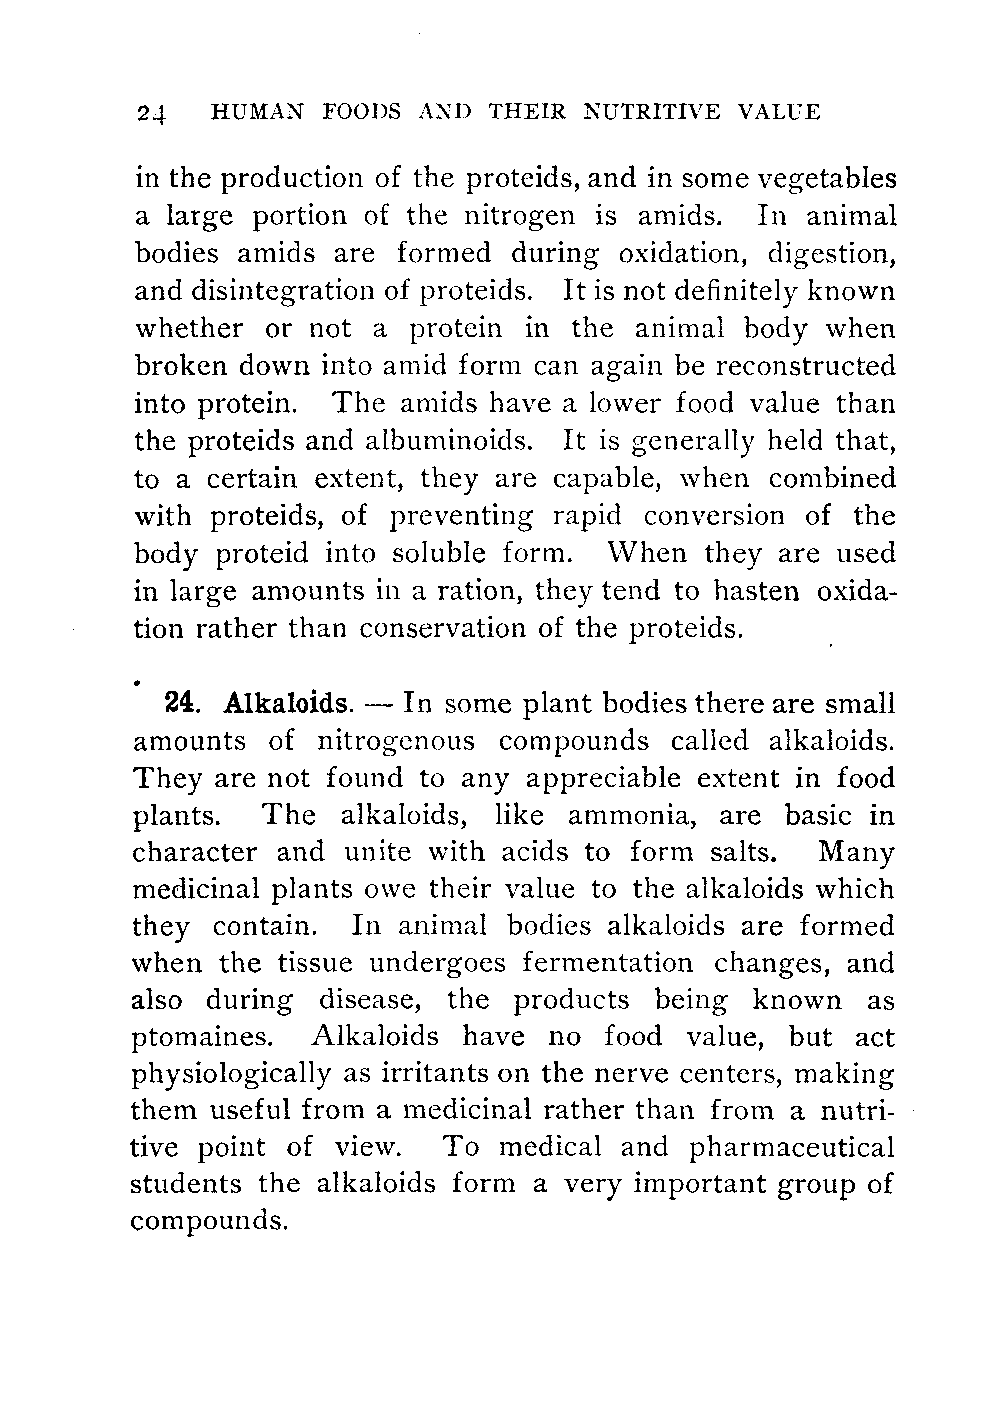 24 HUMAN FOODS AND THEIR NUTRITIVE VALUE
in the production of the proteids, and in some vegetables
a large portion of the nitrogen is amids. In animal
bodies amids are formed during oxidation, digestion,
and disintegration of proteids. It is not definitely known
whether or not a protein in the animal body when
broken down into amid form can again be reconstructed
into protein. The amids have a lower food value than
the proteids and albuminoids. It is generally held that,
to a certain extent, they are capable, when combined
with proteids, of preventing rapid conversion of the
body proteid into soluble form. When they are used
in large amounts in a ration, they tend to hasten oxida-
tion rather than conservation of the proteids.
24. Alkaloids. — In some plant bodies there are small
amounts of nitrogenous compounds called alkaloids.
They are not found to any appreciable extent in food
plants. The alkaloids, like ammonia, are basic in
character and unite with acids to form salts. Many
medicinal plants owe their value to the alkaloids which
they contain. In animal bodies alkaloids are formed
when the tissue undergoes fermentation changes, and
also during disease, the products being known as
ptomaines. Alkaloids have no food value, but act
physiologically as irritants on the nerve centers, making
them useful from a medicinal rather than from a nutri-
tive point of view. To medical and pharmaceutical
students the alkaloids form a very important group of
compounds.